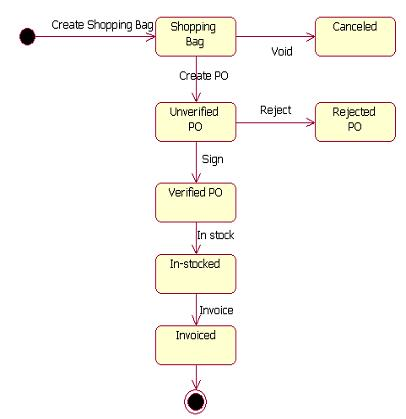 Create Shopping Bag
Shopping
Bag
Void
Canceled
Create PO
Unverified
PO
Reject
Rejected
PO
Sign
Verified PO
In stock
In-stocked
Invoice
Invoiced